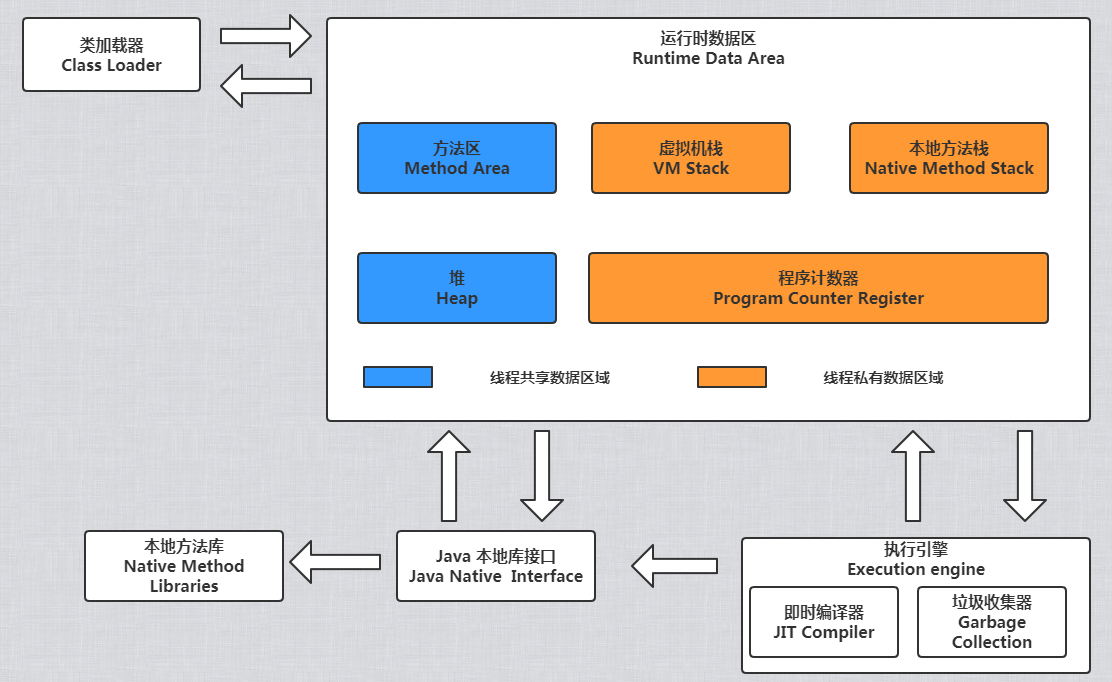 类加载器
Class Loader
运行时数据区
Runtime Data Area
方法区
Method Area
虚拟机栈
VM Stack
本地方法栈
Native Method Stack
堆
Heap
程序计数器
Program Counter Register
线程共享数据区域
线程私有数据区域
本地方法库
Native Method
Libraries
Java 本地库接口
Java Native Interface
执行引擎
Execution engine
即时编译器
JIT Compiler
垃圾收集器
Garbage
Collection